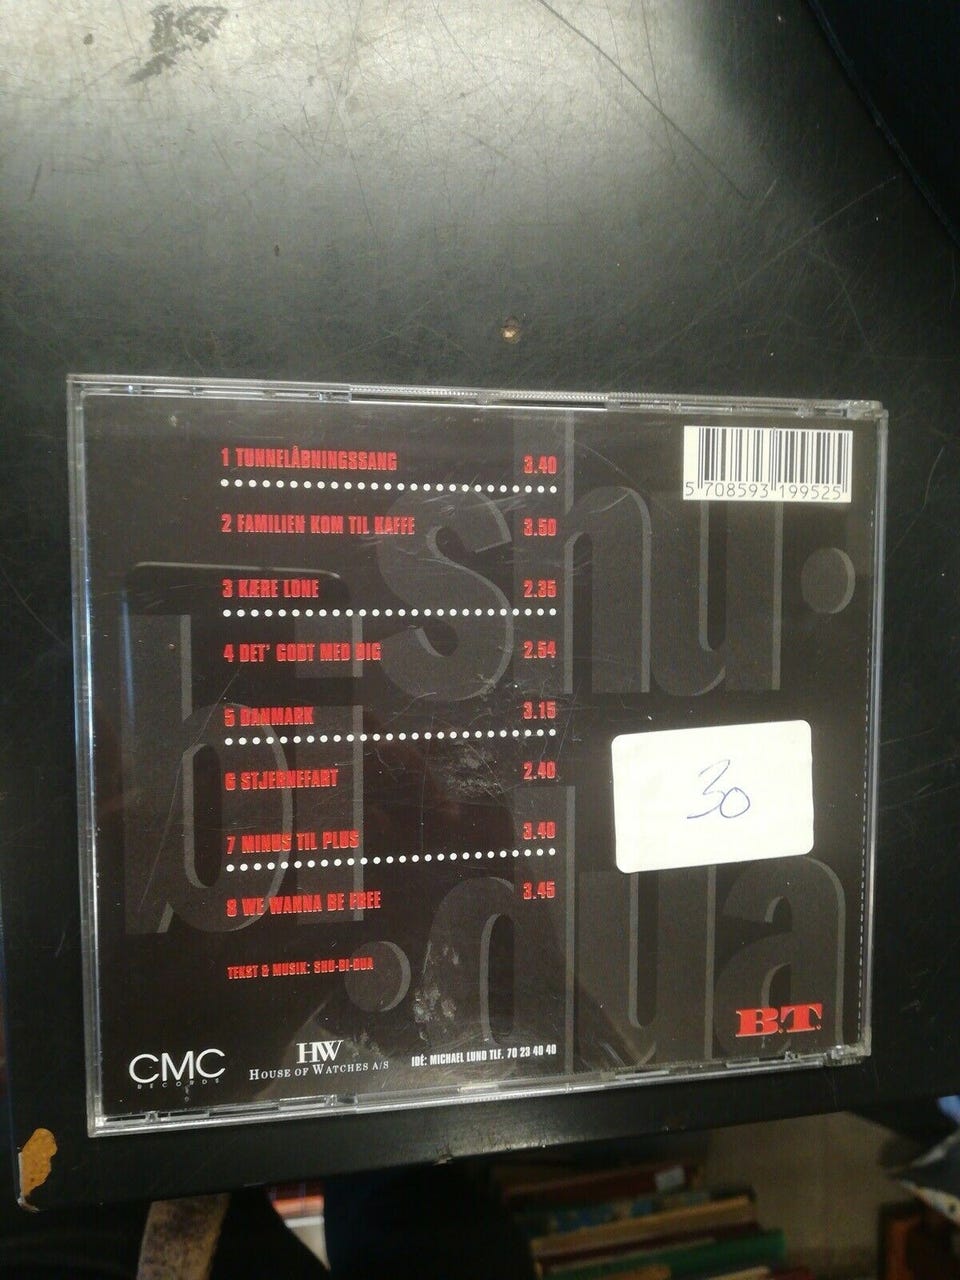 1 TUNNELÅBNINGSSANG 3.40
2 FAMILIEN KOM TIL KAFFE 3.50
3 KÆRE LONE 2.35
4 DET' GODT MED DIG 2.54
5 DANMARK 3.15
6 STJERNEFART 2.40
7 MINUS TIL PLUS 3.40
8 WE WANNA BE FREE 3.45
TEKST & MUSIK: SHU-BI-DUA
shu·
bi·dua
5 708593 199525
30
B.T.
CMC
RECORDS
HW
HOUSE OF WATCHES A/S
IDÉ: MICHAEL LUND TLF. 70 23 40 40